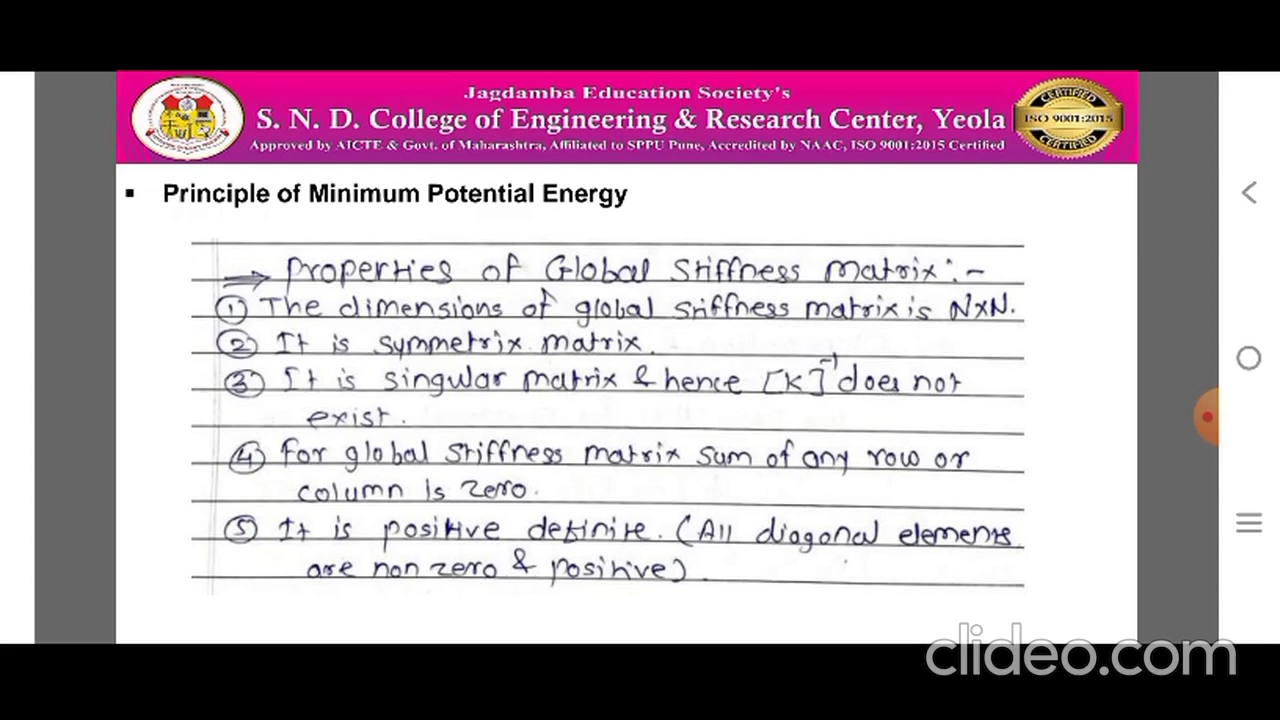 Jagdamba Education Society's
S. N. D. College of Engineering & Research Center, Yeola
Approved by AICTE & Govt. of Maharashtra, Affiliated to SPPU Pune, Accredited by NAAC, ISO 9001:2015 Certified
CERTIFIED
ISO 9001:2015
CERTIFIED
▪ Principle of Minimum Potential Energy
⇒ Properties of Global Stiffness Matrix :-
① The dimensions of global stiffness matrix is N×N.
② It is symmetrix matrix.
③ It is singular matrix & hence [K]⁻¹ does not
exist.
④ For global stiffness matrix sum of any row or
column is zero.
⑤ It is positive definite. (All diagonal elements
are non zero & positive).
clideo.com